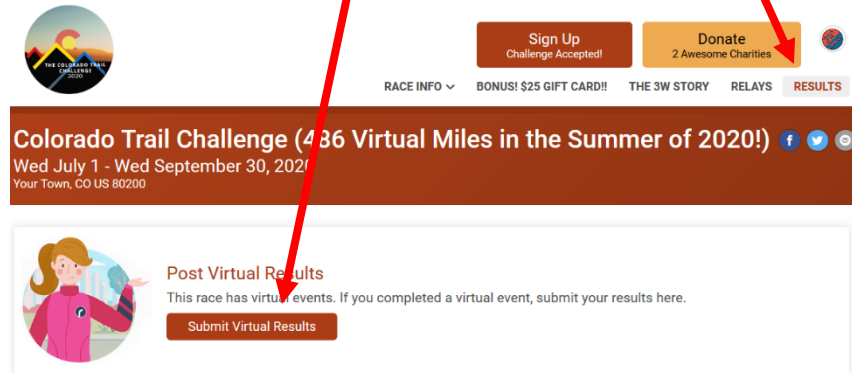 THE COLORADO TRAIL
CHALLENGE
2020
Sign Up
Challenge Accepted!
Donate
2 Awesome Charities
RACE INFO
BONUS! $25 GIFT CARD!!
THE 3W STORY
RELAYS
RESULTS
Colorado Trail Challenge (486 Virtual Miles in the Summer of 2020!)
Wed July 1 - Wed September 30, 2020
Your Town, CO US 80200
Post Virtual Results
This race has virtual events. If you completed a virtual event, submit your results here.
Submit Virtual Results